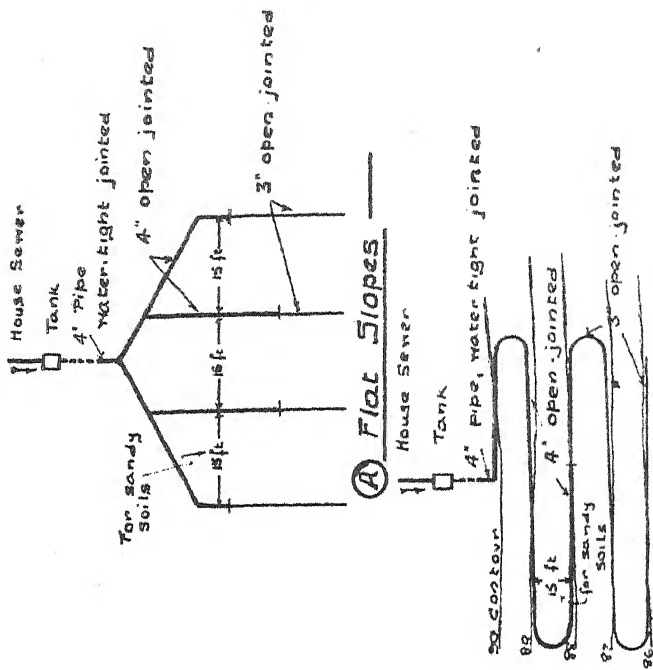 House Sewer
Tank
4" Pipe
water tight jointed
4" open jointed
3" open jointed
For sandy
soils
15 ft
16 ft
15 ft
A Flat Slopes
House Sewer
Tank
4" pipe, water tight jointed
90 contour
89
15 ft
4" open jointed
for sandy
soils
3" open jointed
88
87
86